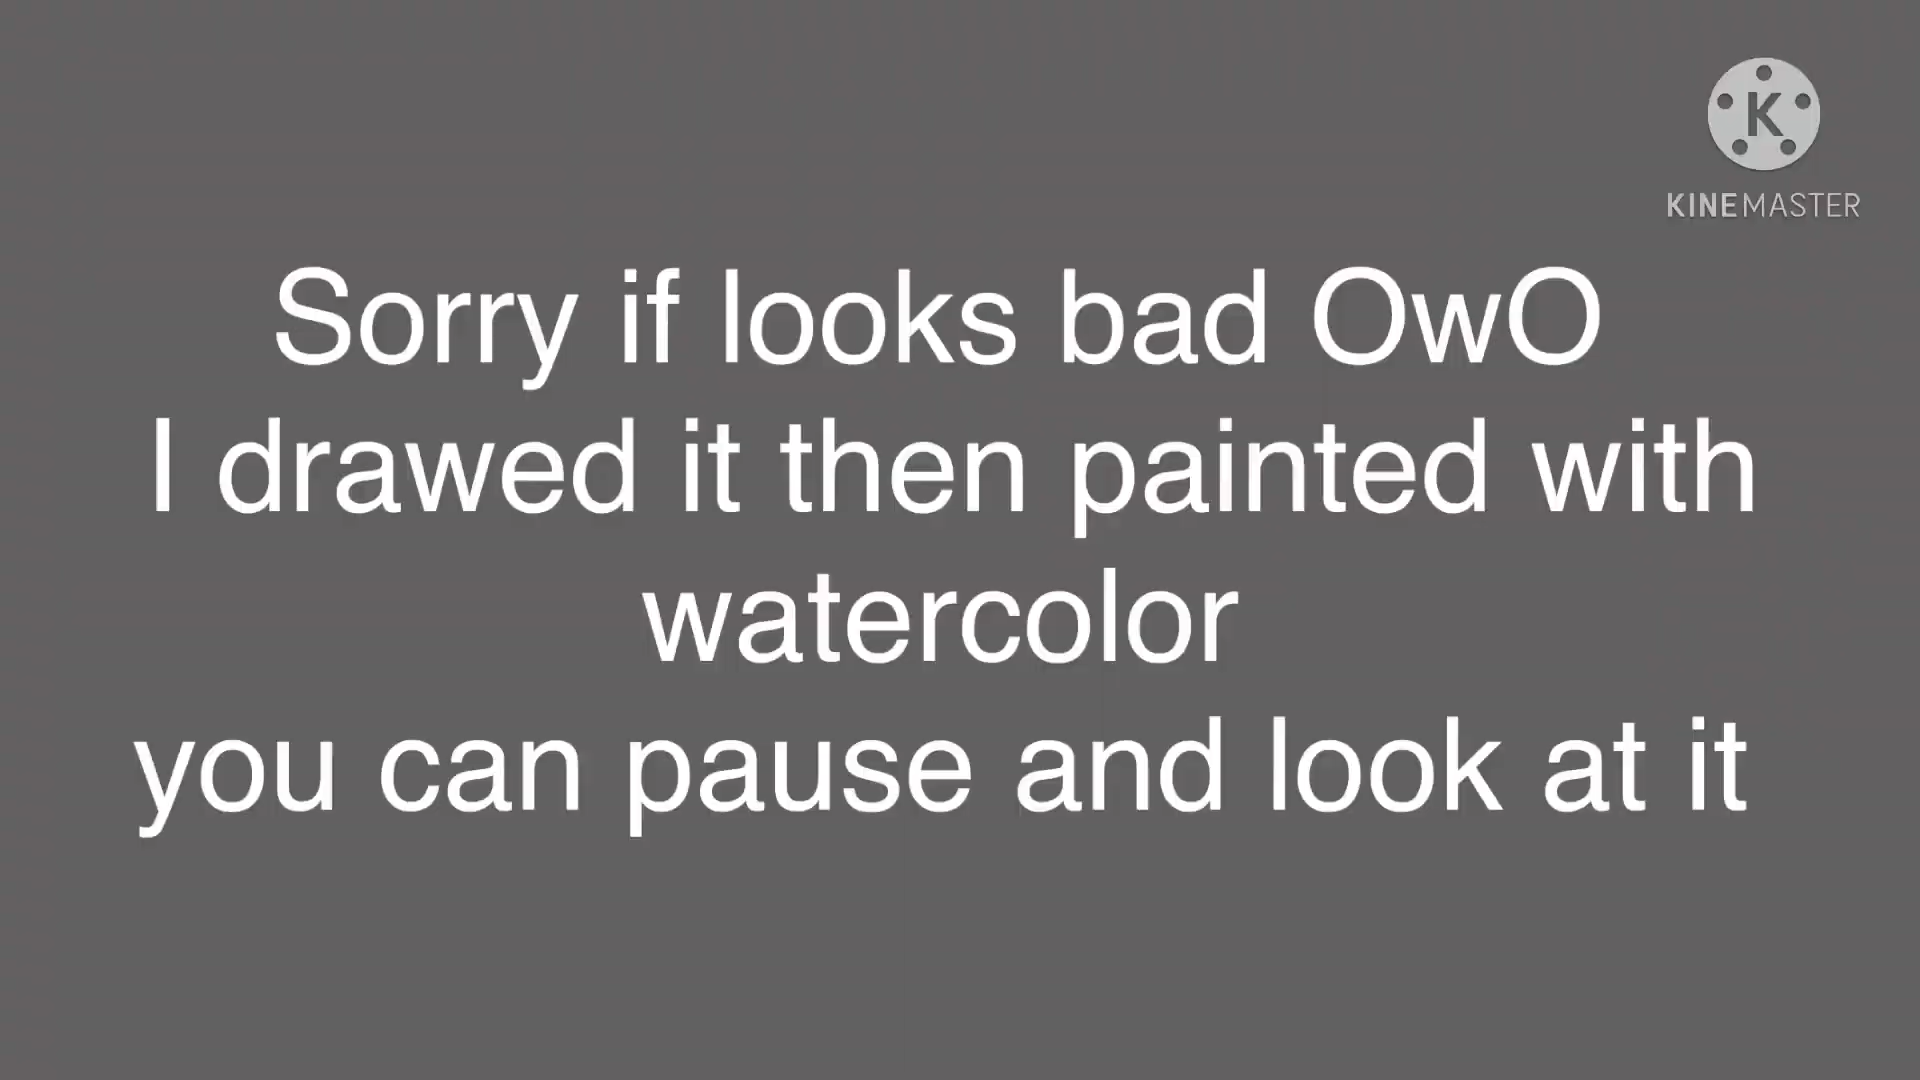 K
KINEMASTER
Sorry if looks bad OwO
I drawed it then painted with
watercolor
you can pause and look at it